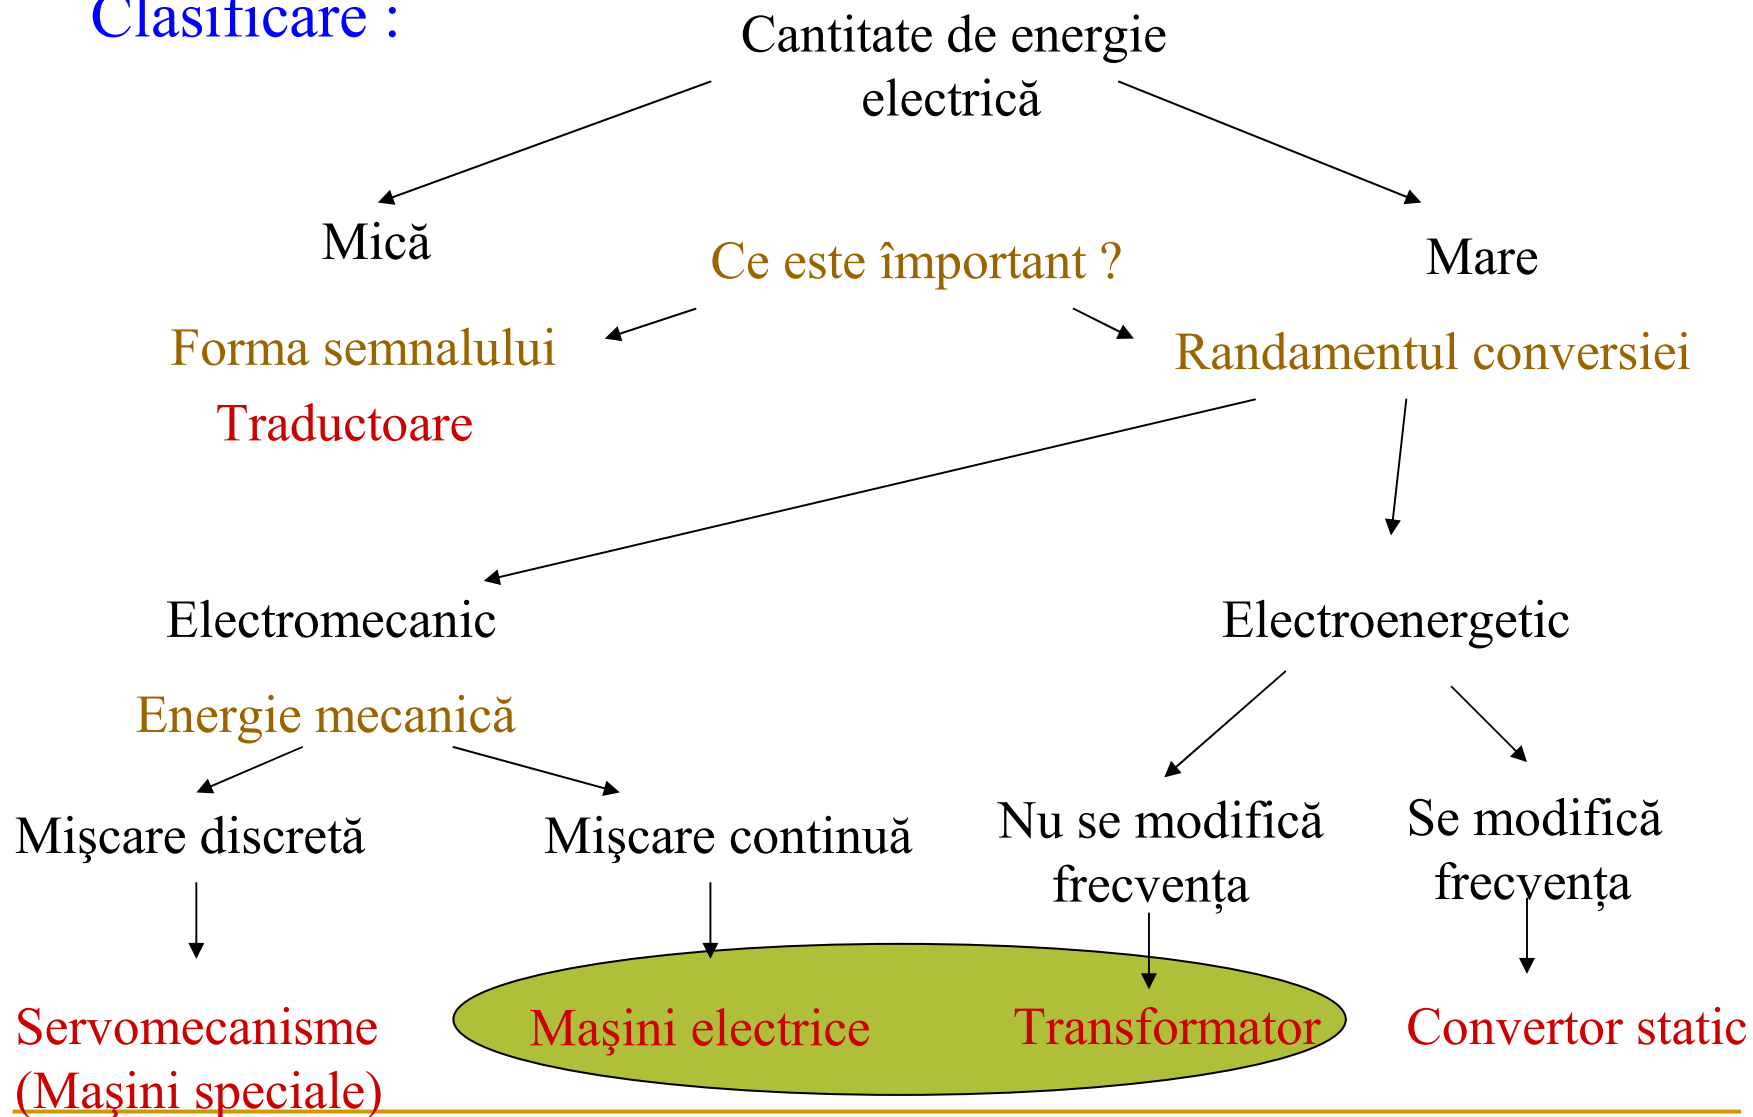 Clasificare :
Cantitate de energie
electrică
Mică
Ce este împortant ?
Mare
Forma semnalului
Randamentul conversiei
Traductoare
Electromecanic
Electroenergetic
Energie mecanică
Mişcare discretă
Mişcare continuă
Nu se modifică
frecvența
Se modifică
frecvența
Servomecanisme
(Maşini speciale)
Maşini electrice
Transformator
Convertor static